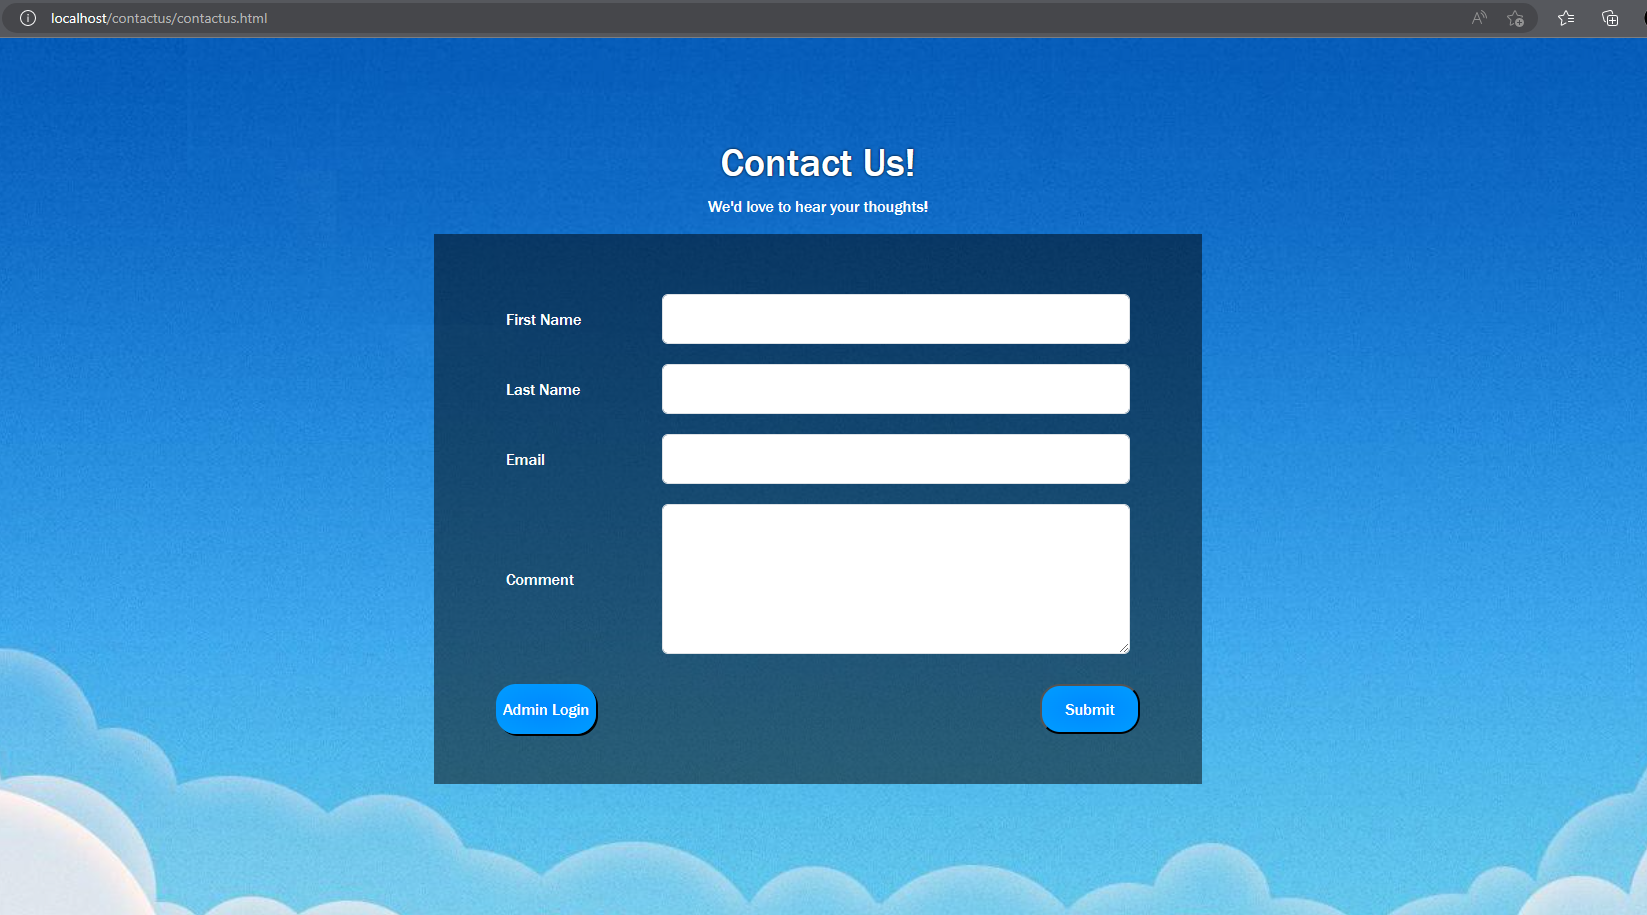 localhost/contactus/contactus.html
Contact Us!
We'd love to hear your thoughts!
First Name
Last Name
Email
Comment
Admin Login
Submit